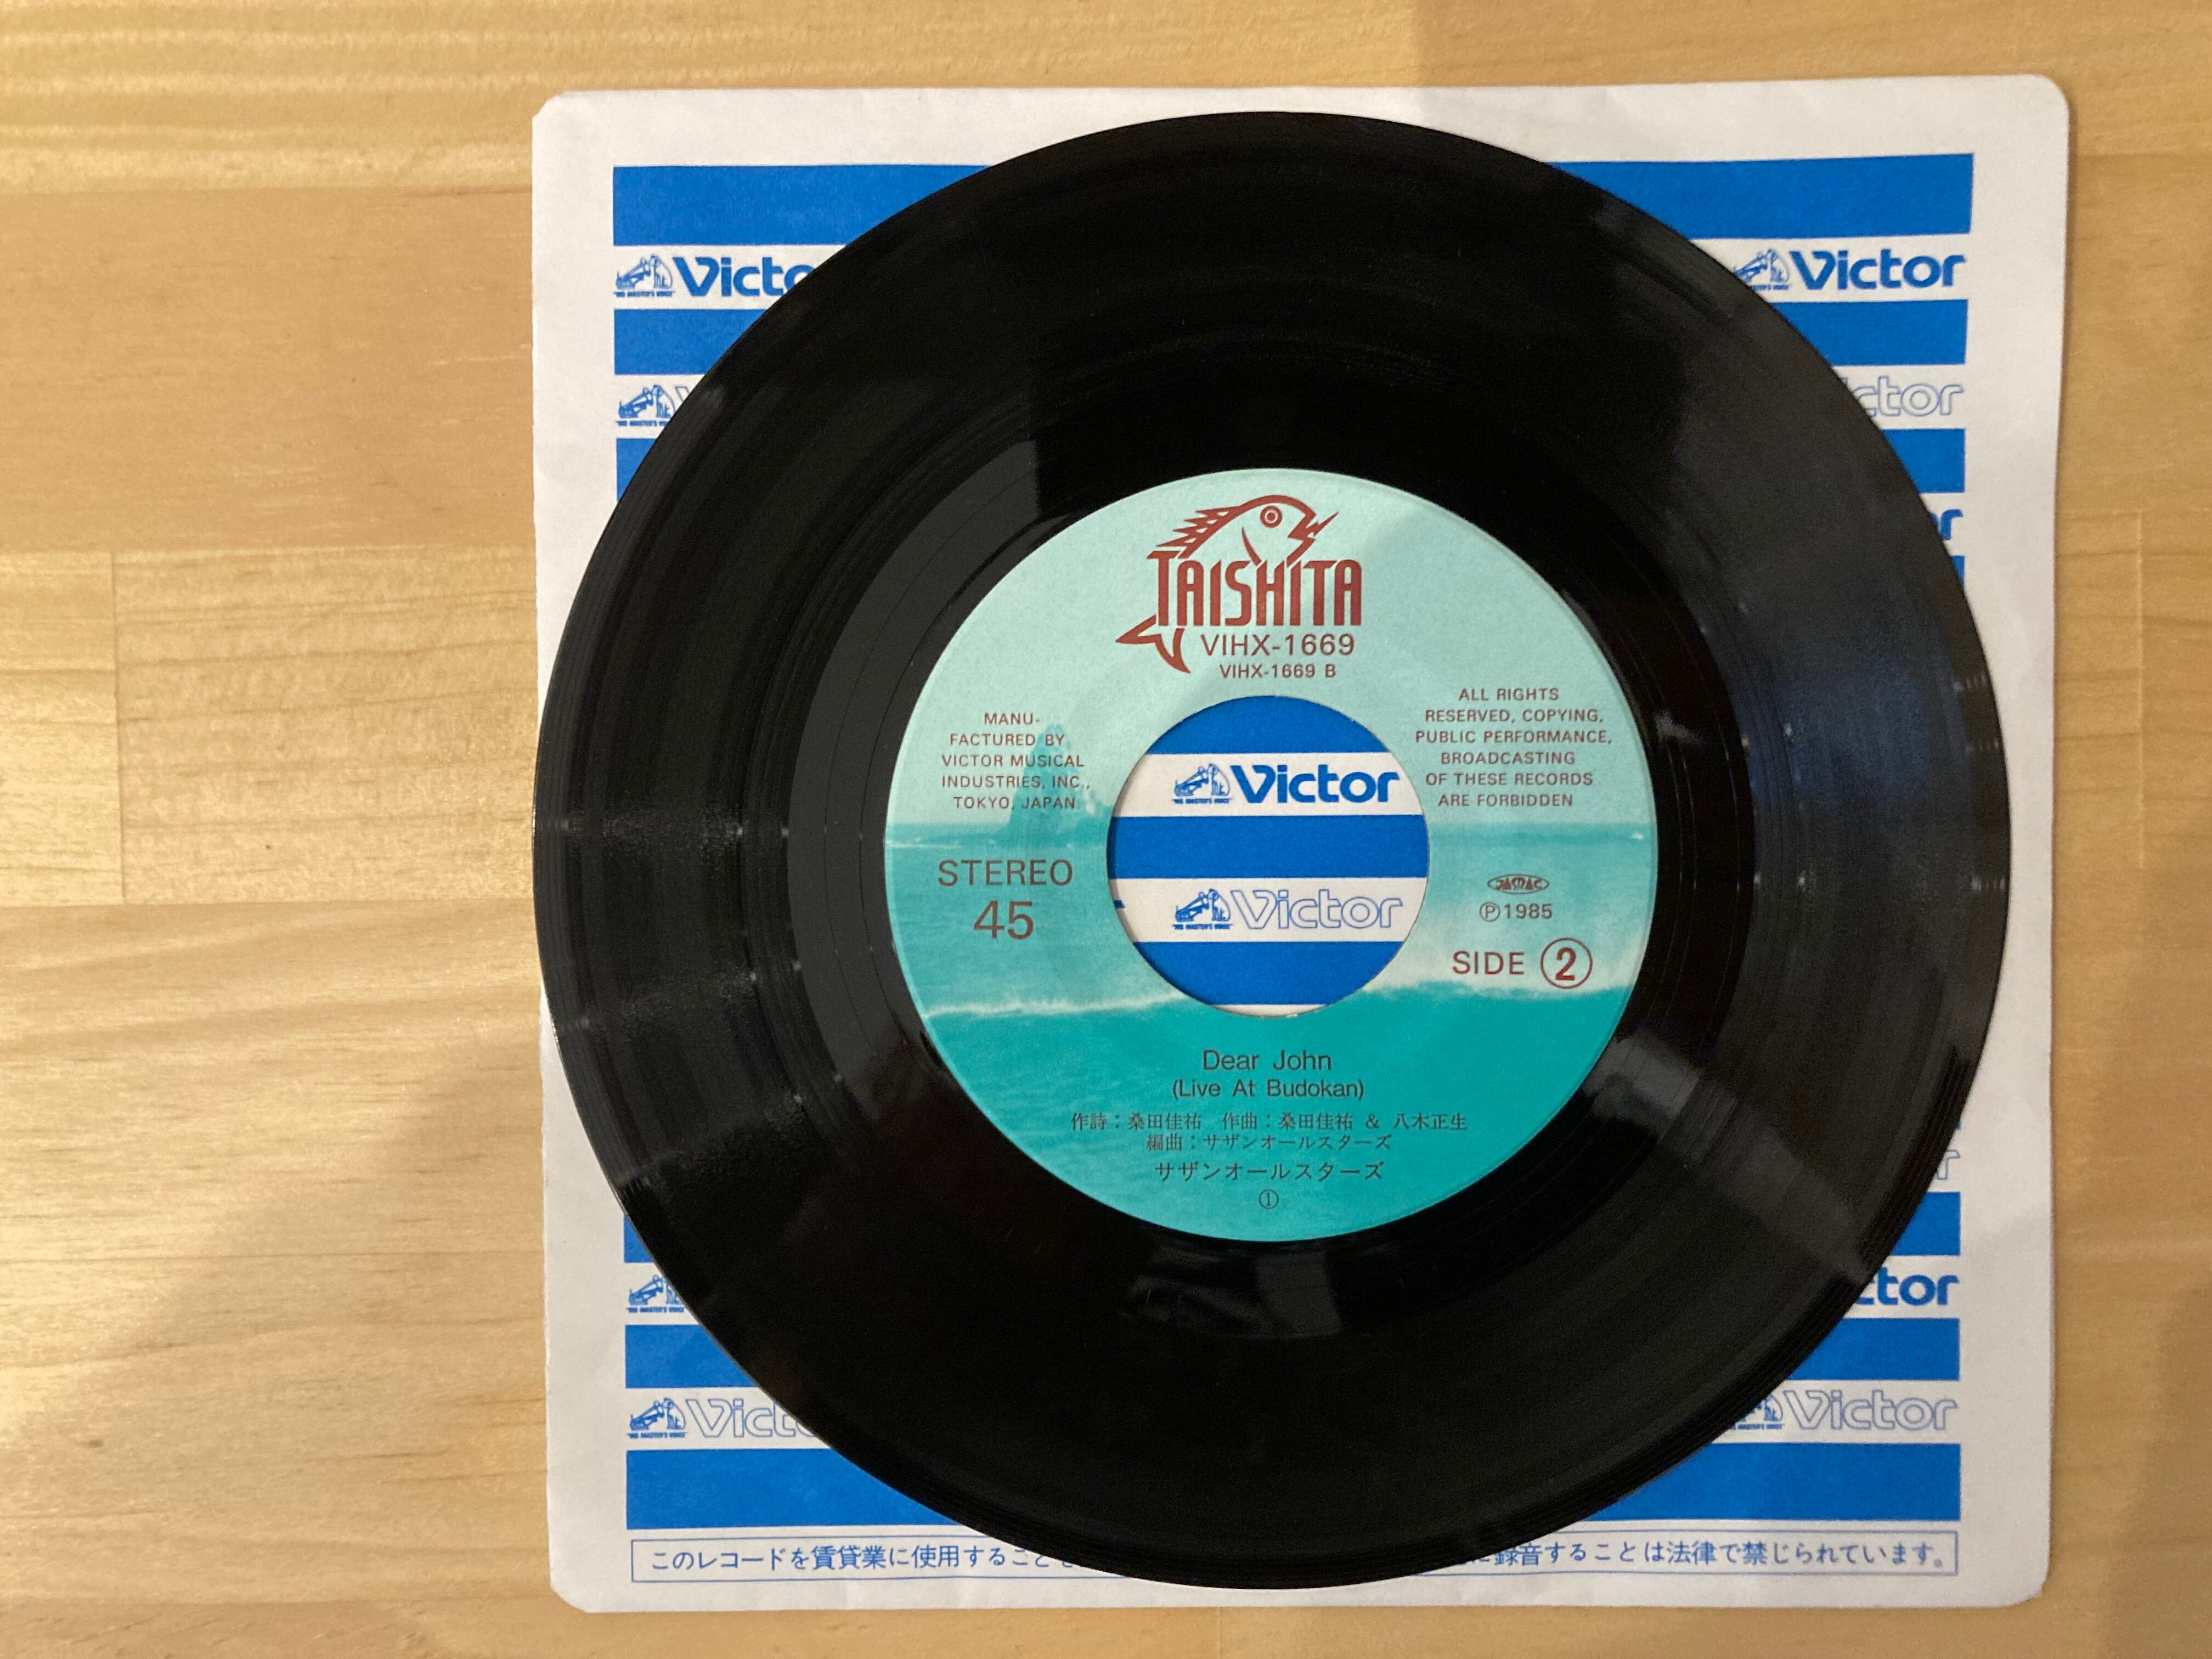 Victor
Victor
TAISHITA
VIHX-1669
VIHX-1669 B
MANU-
FACTURED BY
VICTOR MUSICAL
INDUSTRIES, INC.,
TOKYO, JAPAN
ALL RIGHTS
RESERVED, COPYING,
PUBLIC PERFORMANCE,
BROADCASTING
OF THESE RECORDS
ARE FORBIDDEN
Victor
STEREO
45
Victor
JASRAC
Ⓟ1985
SIDE ②
Dear John
(Live At Budokan)
作詩：桑田佳祐 作曲：桑田佳祐 & 八木正生
編曲：サザンオールスターズ
サザンオールスターズ
①
Victor
このレコードを賃貸業に使用すること 録音することは法律で禁じられています。